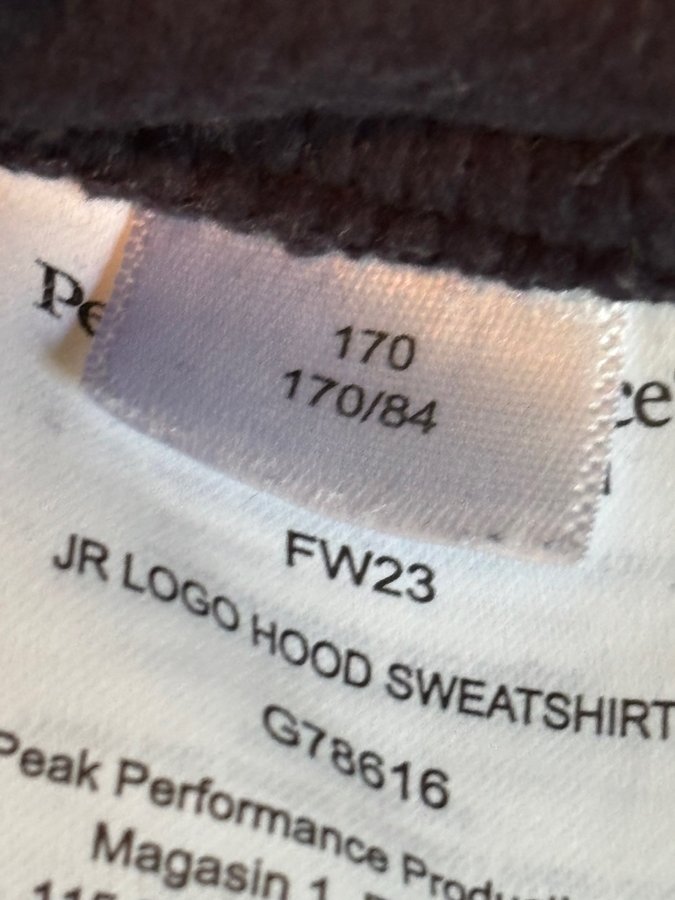 170
170/84
FW23
JR LOGO HOOD SWEATSHIRT
G78616
Peak Performance
Magasin 1,